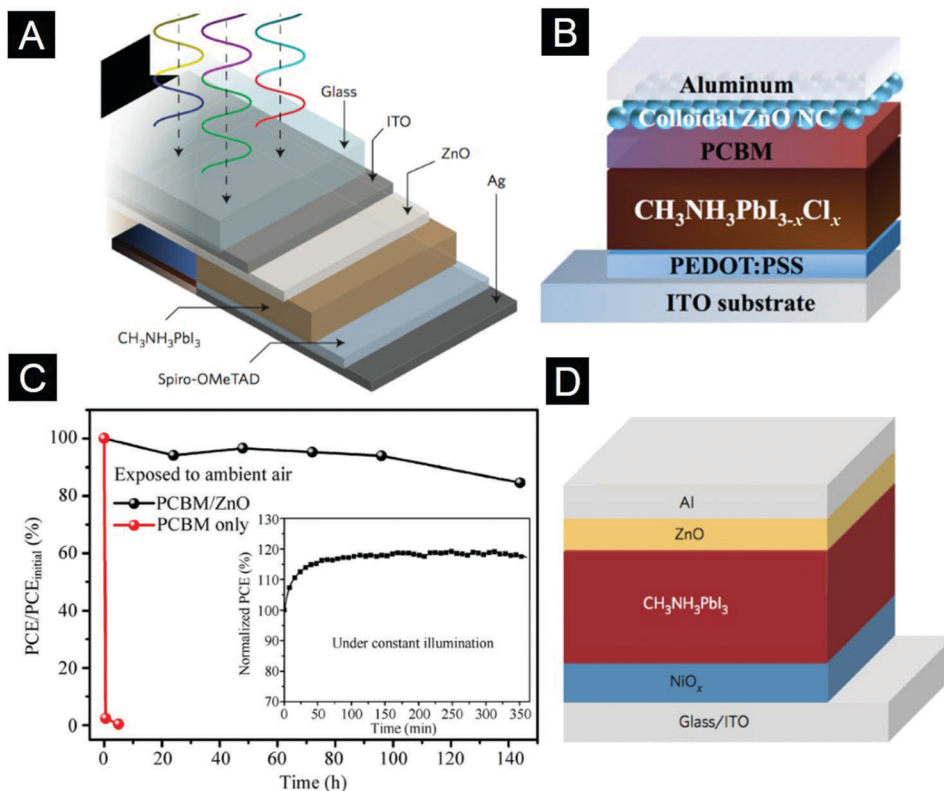 A
Glass
ITO
ZnO
Ag
CH₃NH₃PbI₃
Spiro-OMeTAD
B
Aluminum
Colloidal ZnO NC
PCBM
CH₃NH₃PbI₃₋ₓClₓ
PEDOT:PSS
ITO substrate
C
PCE/PCEinitial (%)
100
80
60
40
20
0
Exposed to ambient air
PCBM/ZnO
PCBM only
Normalized PCE (%)
130
120
110
100
90
80
70
Under constant illumination
0 50 100 150 200 250 300 350
Time (min)
0 20 40 60 80 100 120 140
Time (h)
D
Al
ZnO
CH₃NH₃PbI₃
NiOₓ
Glass/ITO